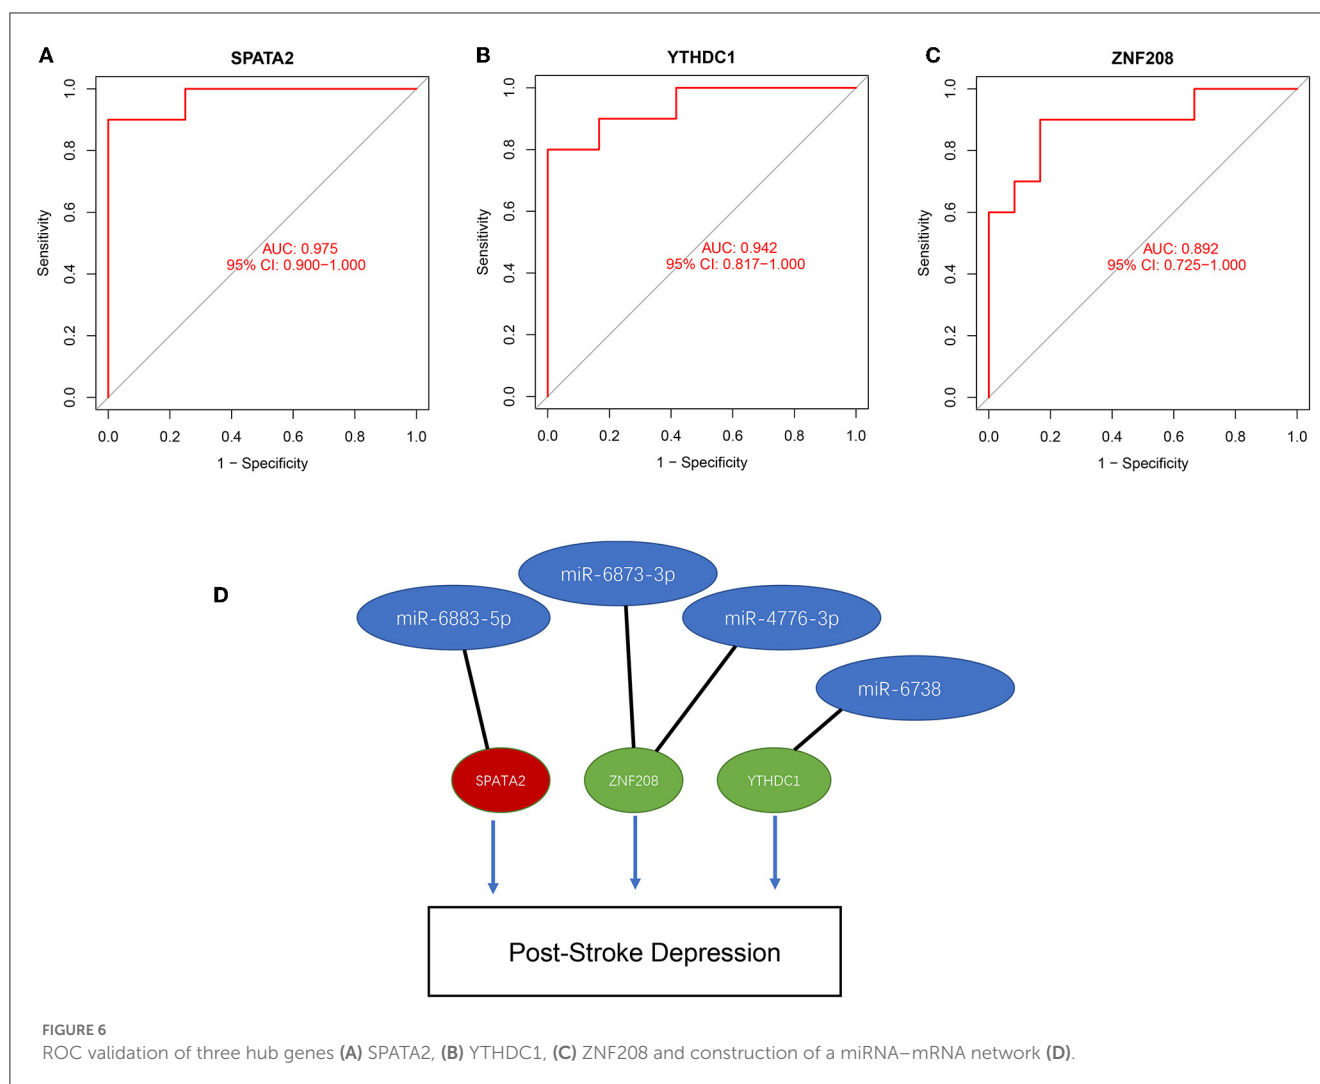 A
SPATA2
Sensitivity
1.0
0.8
0.6
0.4
0.2
0.0
AUC: 0.975
95% CI: 0.900−1.000
0.0 0.2 0.4 0.6 0.8 1.0
1 − Specificity
B
YTHDC1
Sensitivity
1.0
0.8
0.6
0.4
0.2
0.0
AUC: 0.942
95% CI: 0.817−1.000
0.0 0.2 0.4 0.6 0.8 1.0
1 − Specificity
C
ZNF208
Sensitivity
1.0
0.8
0.6
0.4
0.2
0.0
AUC: 0.892
95% CI: 0.725−1.000
0.0 0.2 0.4 0.6 0.8 1.0
1 − Specificity
D
miR-6873-3p
miR-6883-5p
miR-4776-3p
miR-6738
SPATA2
ZNF208
YTHDC1
Post-Stroke Depression
FIGURE 6
ROC validation of three hub genes (A) SPATA2, (B) YTHDC1, (C) ZNF208 and construction of a miRNA–mRNA network (D).